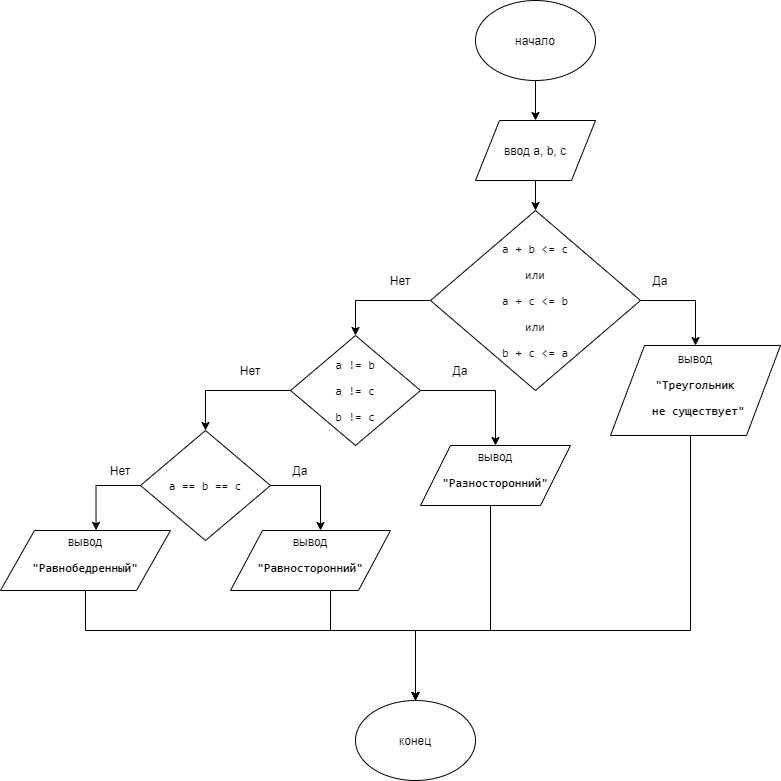 начало
ввод a, b, c
a + b <= c
или
a + c <= b
или
b + c <= a
Нет
Да
вывод
"Треугольник
не существует"
a != b
a != c
b != c
Нет
Да
вывод
"Разносторонний"
a == b == c
Нет
Да
вывод
"Равнобедренный"
вывод
"Равносторонний"
конец